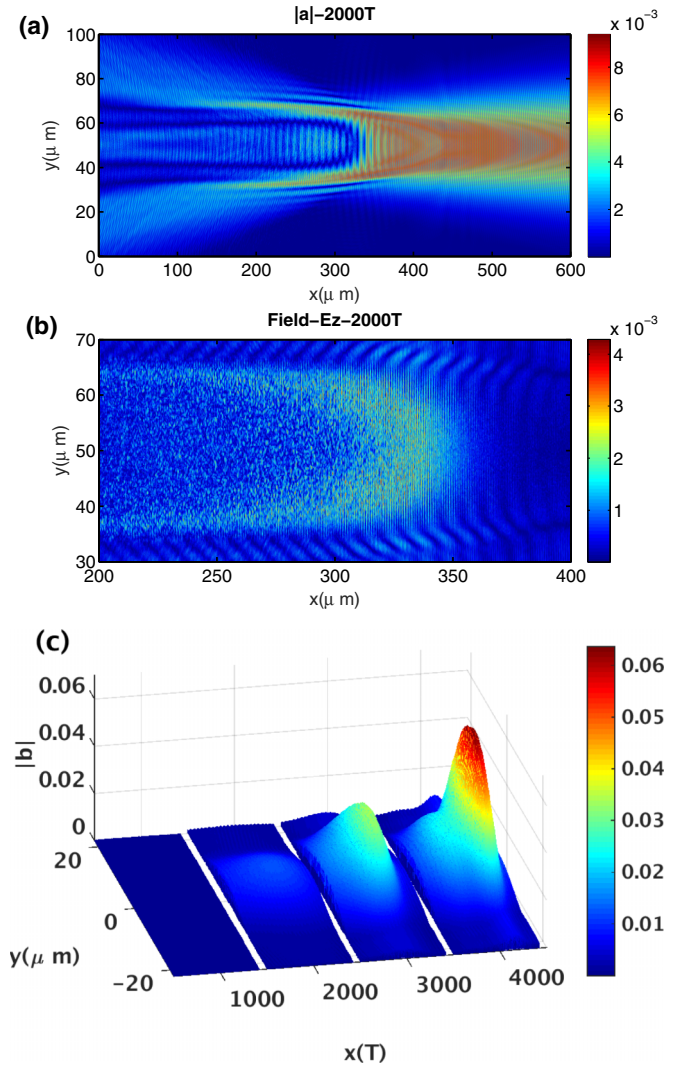 (a)
|a|−2000T
x 10⁻³
100
80
60
40
20
0
y(μ m)
0 100 200 300 400 500 600
x(μ m)
8
6
4
2
(b)
Field−Ez−2000T
x 10⁻³
70
60
50
40
30
y(μ m)
200 250 300 350 400
x(μ m)
4
3
2
1
(c)
0.06
0.04
0.02
0
|b|
20
0
−20
y(μ m)
1000 2000 3000 4000
x(T)
0.06
0.05
0.04
0.03
0.02
0.01